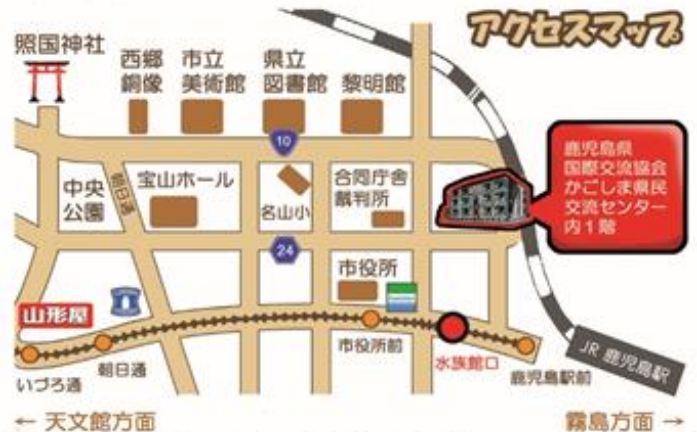 アクセスマップ
照国神社
西郷
銅像
市立
美術館
県立
図書館
黎明館
10
鹿児島県
国際交流協会
かごしま県民
交流センター
内1階
中央
公園
朝日通
宝山ホール
名山小
合同庁舎
裁判所
24
市役所
山形屋
いづろ通
朝日通
市役所前
水族館口
鹿児島駅前
JR 鹿児島駅
← 天文館方面
霧島方面 →